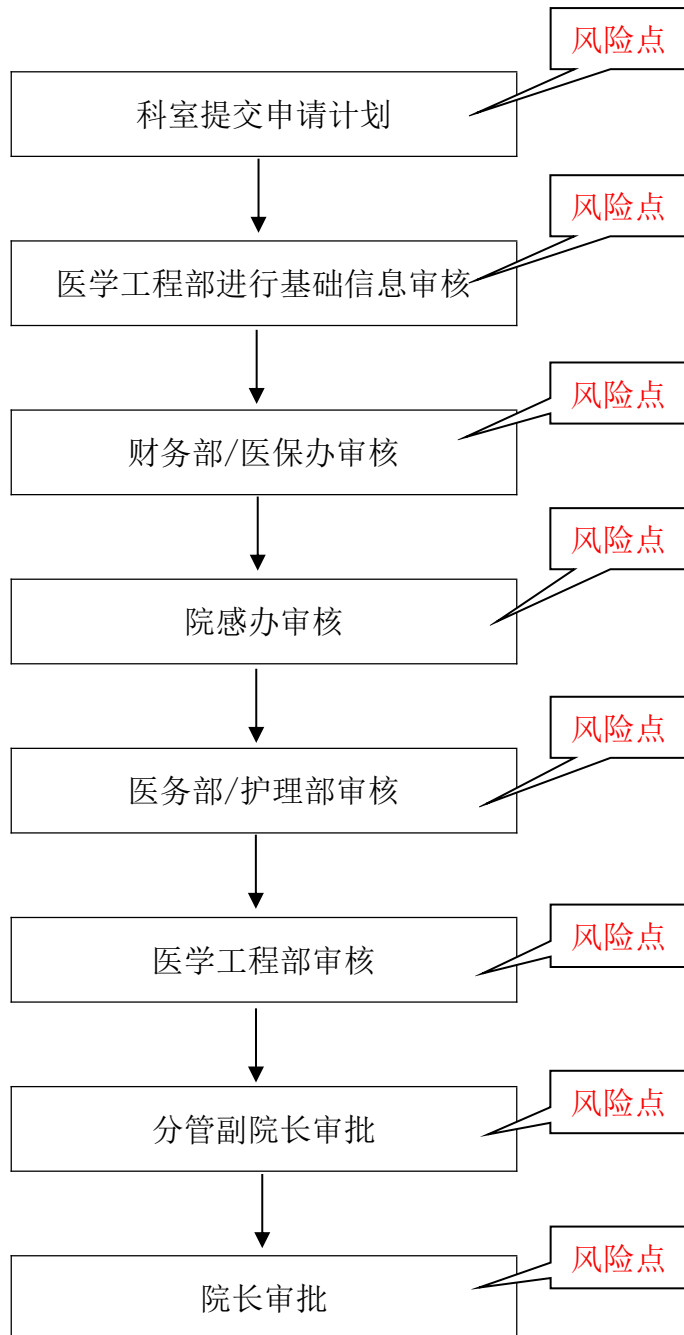 风险点
科室提交申请计划
风险点
医学工程部进行基础信息审核
风险点
财务部/医保办审核
风险点
院感办审核
风险点
医务部/护理部审核
风险点
医学工程部审核
风险点
分管副院长审批
风险点
院长审批